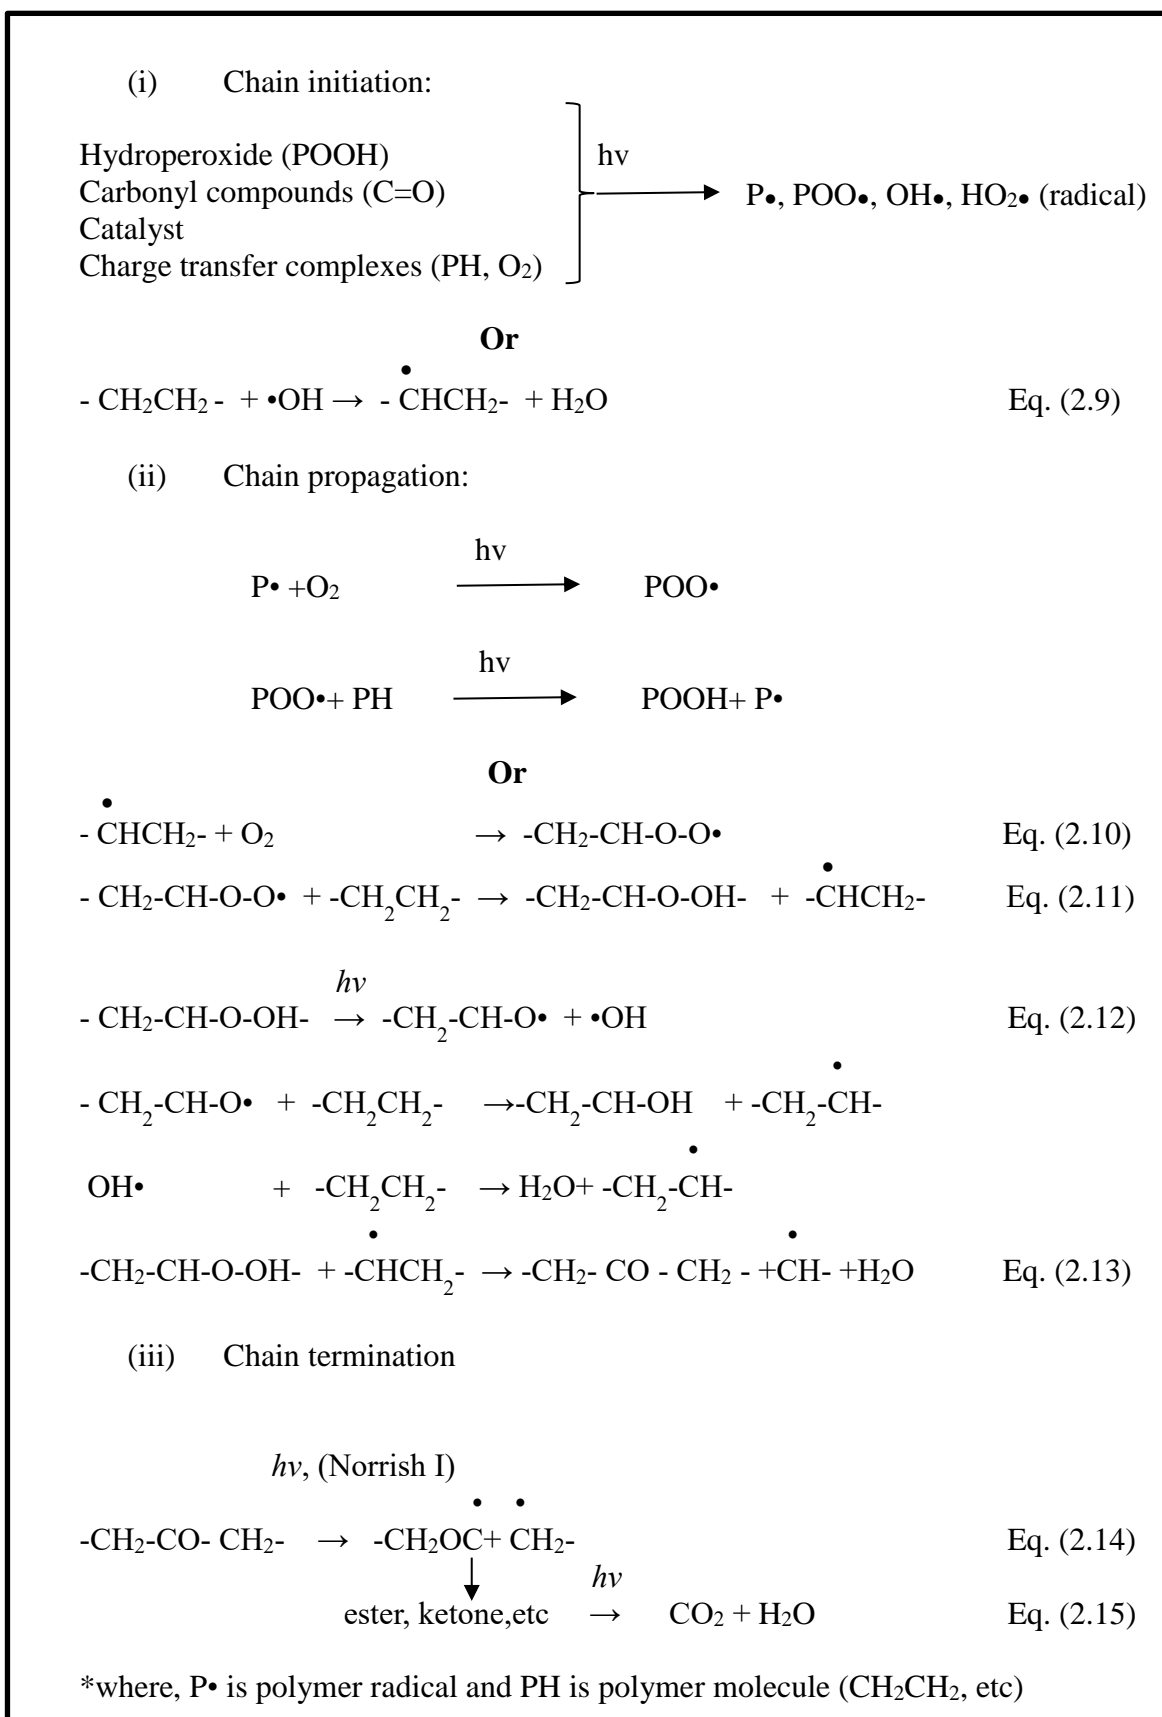 (i) Chain initiation:
Hydroperoxide (POOH)
hv
Carbonyl compounds (C=O)
P●, POO●, OH●, HO₂● (radical)
Catalyst
Charge transfer complexes (PH, O₂)
Or
•
- CH₂CH₂ - + •OH → - CHCH₂- + H₂O Eq. (2.9)
(ii) Chain propagation:
hv
P• +O₂ → POO•
hv
POO•+ PH → POOH+ P•
Or
•
- CHCH₂- + O₂ → -CH₂-CH-O-O• Eq. (2.10)
•
- CH₂-CH-O-O• + -CH₂CH₂- → -CH₂-CH-O-OH- + -CHCH₂- Eq. (2.11)
hv
- CH₂-CH-O-OH- → -CH₂-CH-O• + •OH Eq. (2.12)
•
- CH₂-CH-O• + -CH₂CH₂- →-CH₂-CH-OH + -CH₂-CH-
•
OH• + -CH₂CH₂- → H₂O+ -CH₂-CH-
• •
-CH₂-CH-O-OH- + -CHCH₂- → -CH₂- CO - CH₂ - +CH- +H₂O Eq. (2.13)
(iii) Chain termination
hv, (Norrish I)
• •
-CH₂-CO- CH₂- → -CH₂OC+ CH₂- Eq. (2.14)
↓ hv
ester, ketone,etc → CO₂ + H₂O Eq. (2.15)
*where, P• is polymer radical and PH is polymer molecule (CH₂CH₂, etc)